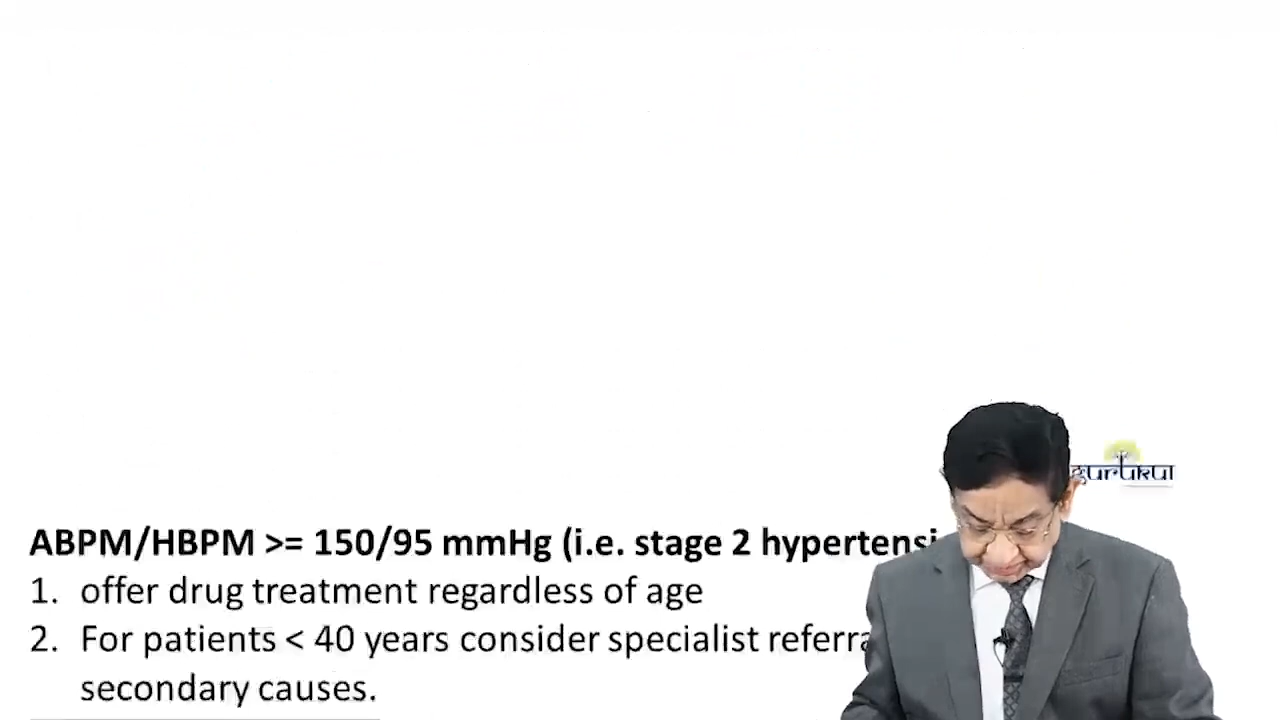 gurukul
ABPM/HBPM >= 150/95 mmHg (i.e. stage 2 hypertensi
1. offer drug treatment regardless of age
2. For patients < 40 years consider specialist referra
secondary causes.